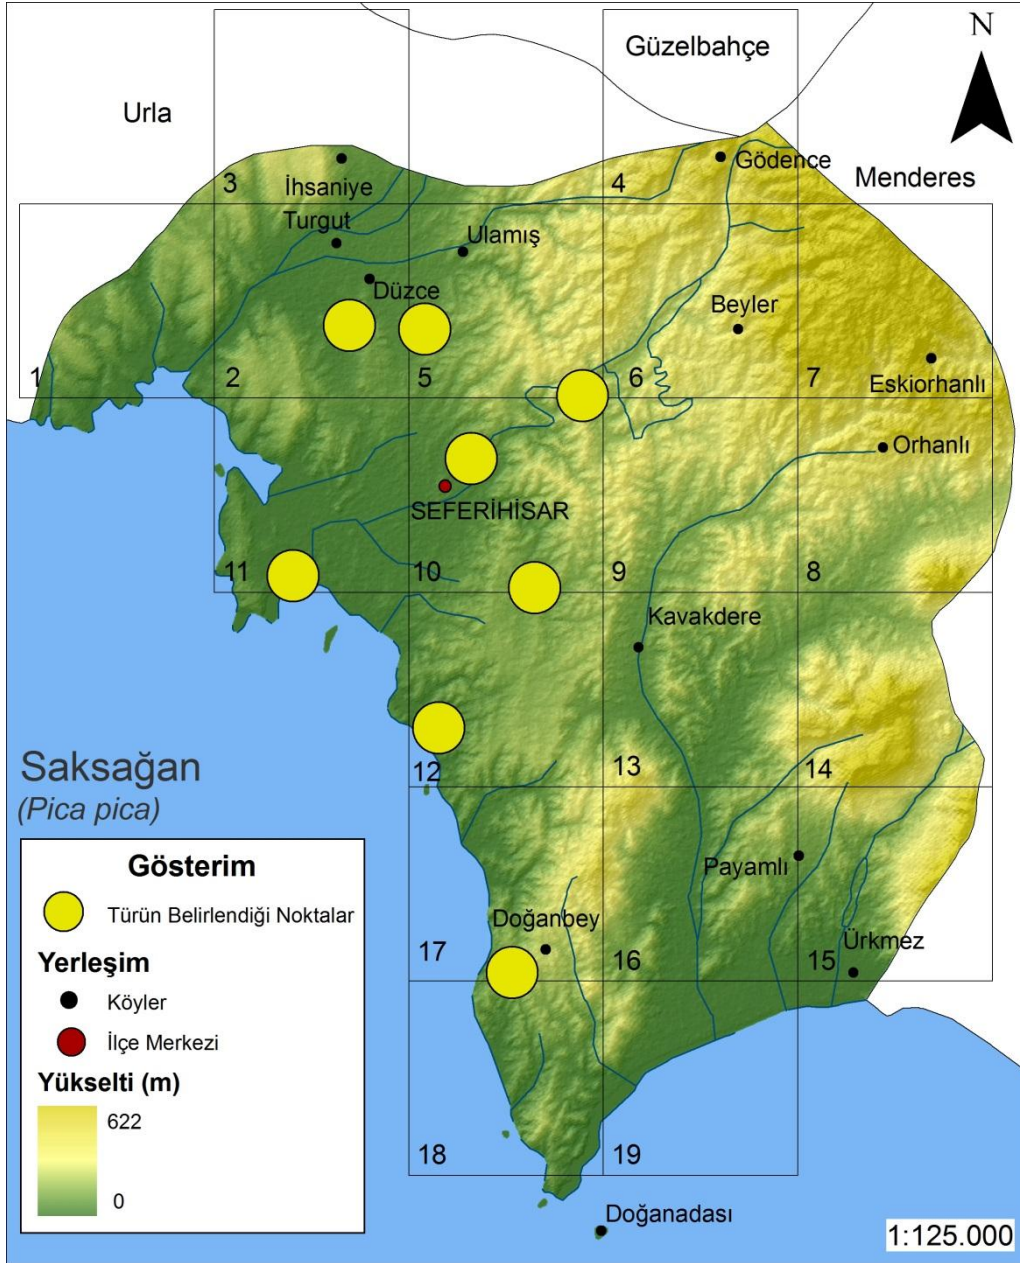 N
Güzelbahçe
Urla
Menderes
Gödence
3
4
İhsaniye
Turgut
Ulamış
Düzce
Beyler
1
2
5
6
7
Eskiorhanlı
Orhanlı
SEFERİHİSAR
11
10
9
8
Kavakdere
Saksağan
(Pica pica)
12
13
14
Payamlı
Doğanbey
Ürkmez
17
16
15
18
19
Doğanadası
Gösterim
Türün Belirlendiği Noktalar
Yerleşim
Köyler
İlçe Merkezi
Yükselti (m)
622
0
1:125.000